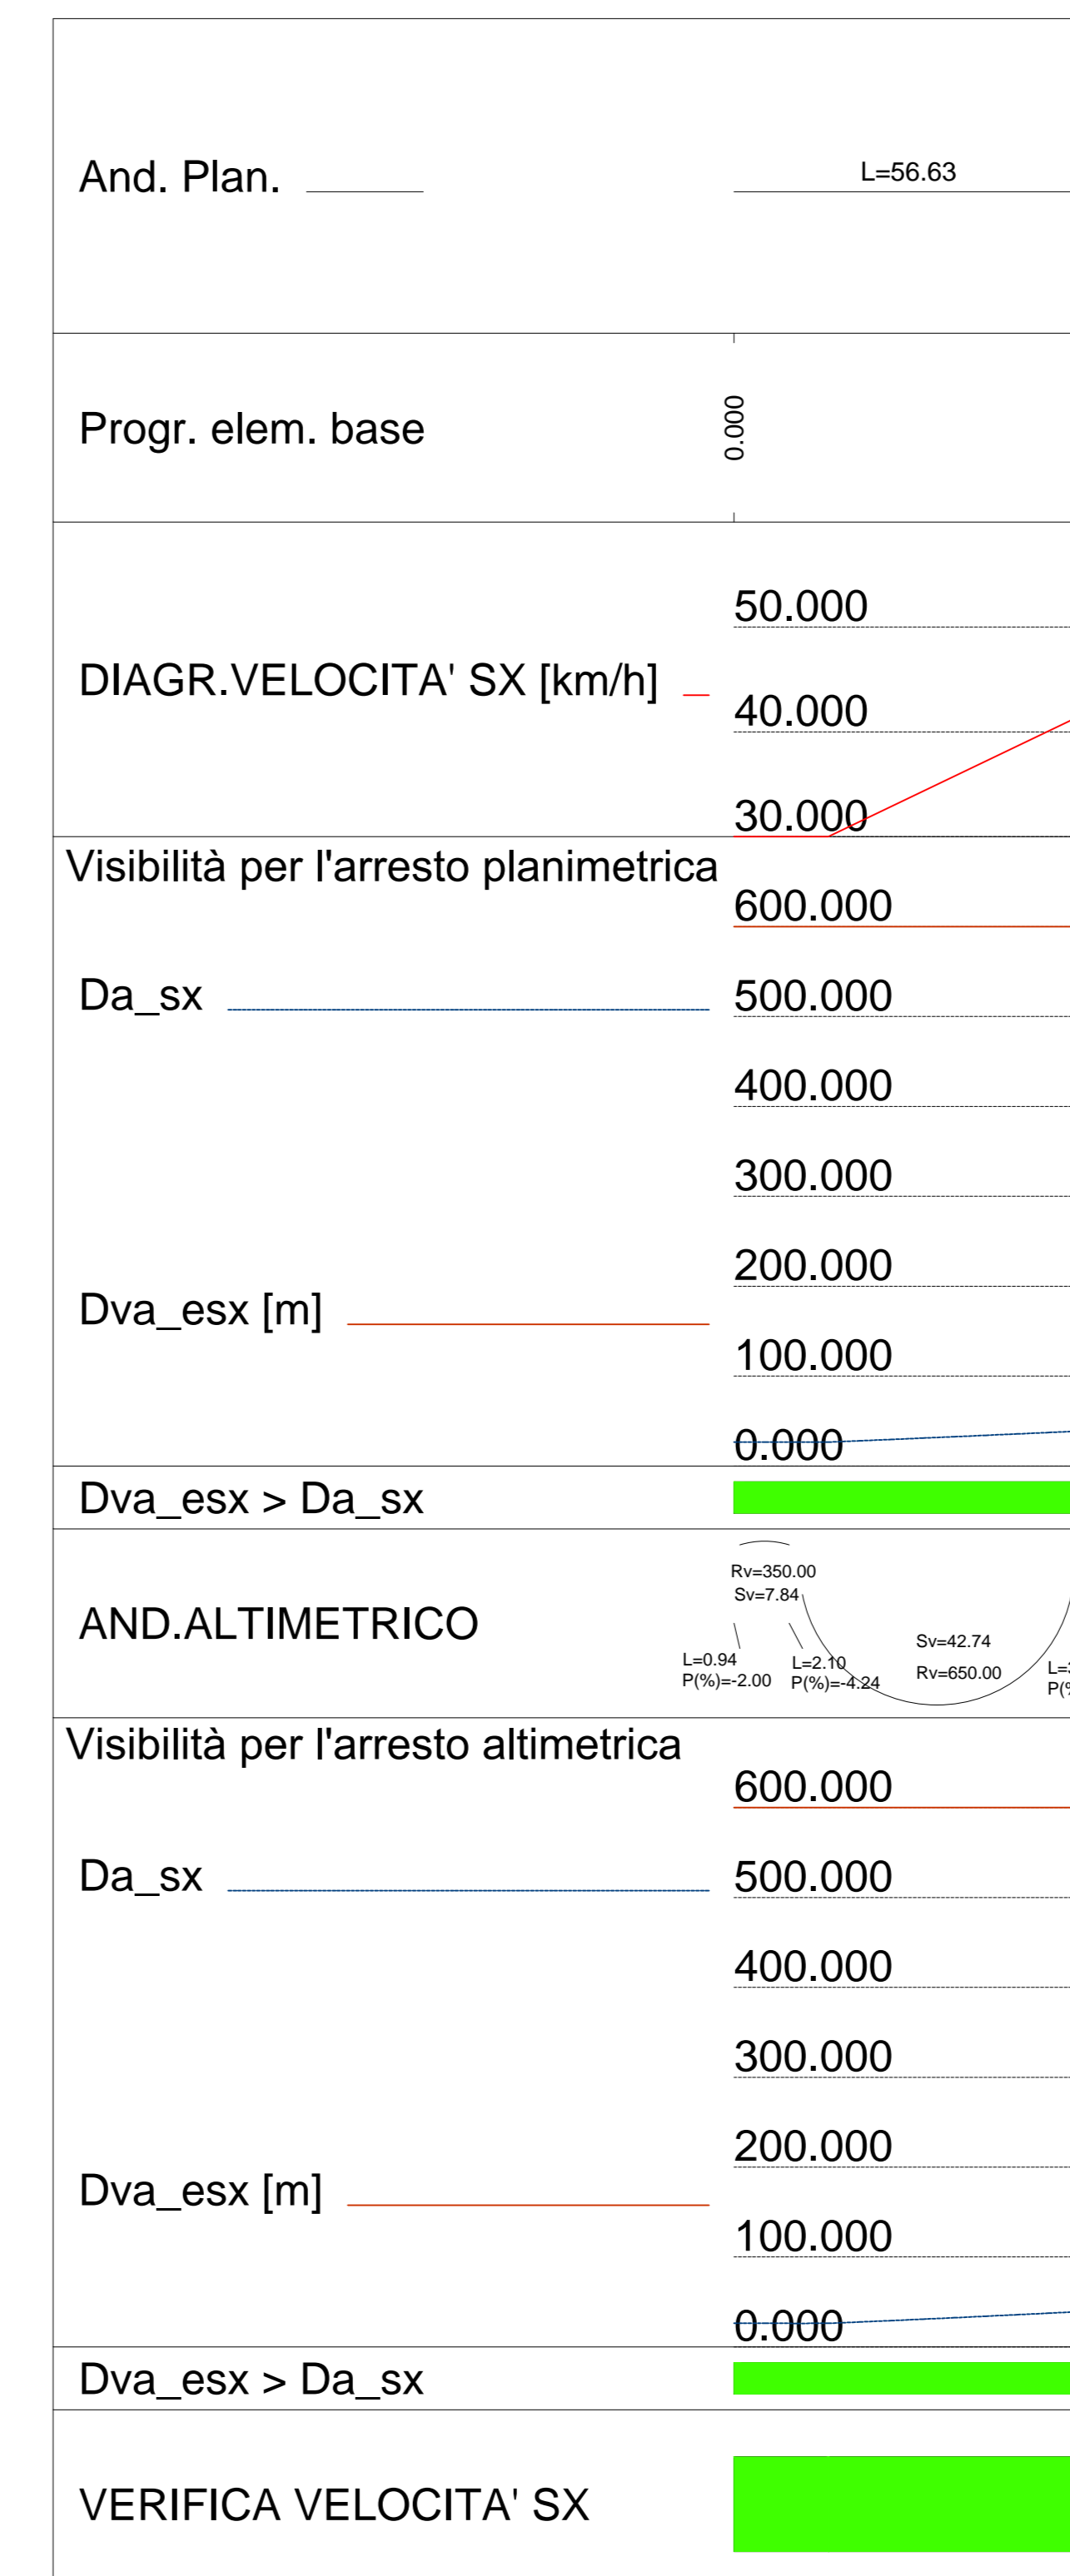 And. Plan.
L=56.63
Progr. elem. base
0.000
50.000
DIAGR.VELOCITA' SX [km/h]
40.000
30.000
Visibilità per l'arresto planimetrica
600.000
Da_sx
500.000
400.000
300.000
200.000
Dva_esx [m]
100.000
0.000
Dva_esx > Da_sx
Rv=350.00
Sv=7.84
AND.ALTIMETRICO
Sv=42.74
Rv=650.00
L=0.94
P(%)=-2.00
L=2.10
P(%)=-4.24
Visibilità per l'arresto altimetrica
600.000
Da_sx
500.000
400.000
300.000
200.000
Dva_esx [m]
100.000
0.000
Dva_esx > Da_sx
VERIFICA VELOCITA' SX